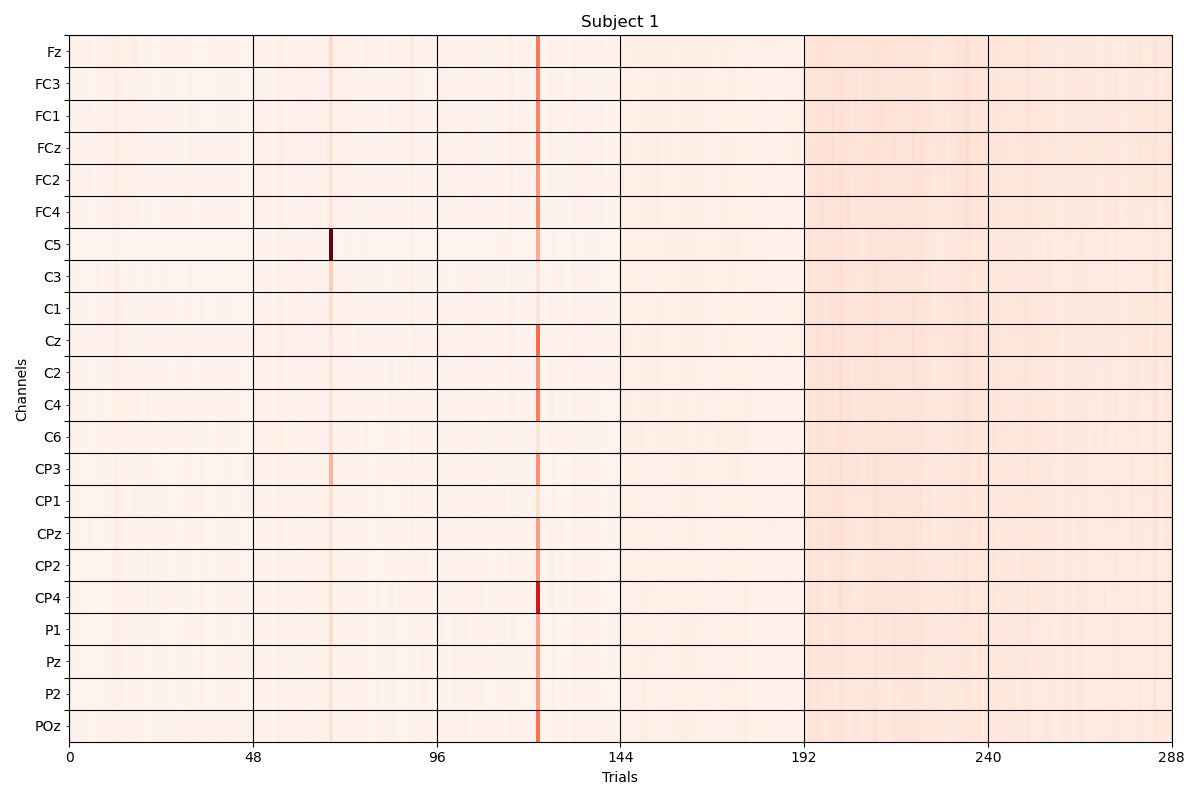 Subject 1
Channels
Fz
FC3
FC1
FCz
FC2
FC4
C5
C3
C1
Cz
C2
C4
C6
CP3
CP1
CPz
CP2
CP4
P1
Pz
P2
POz
0 48 96 144 192 240 288
Trials